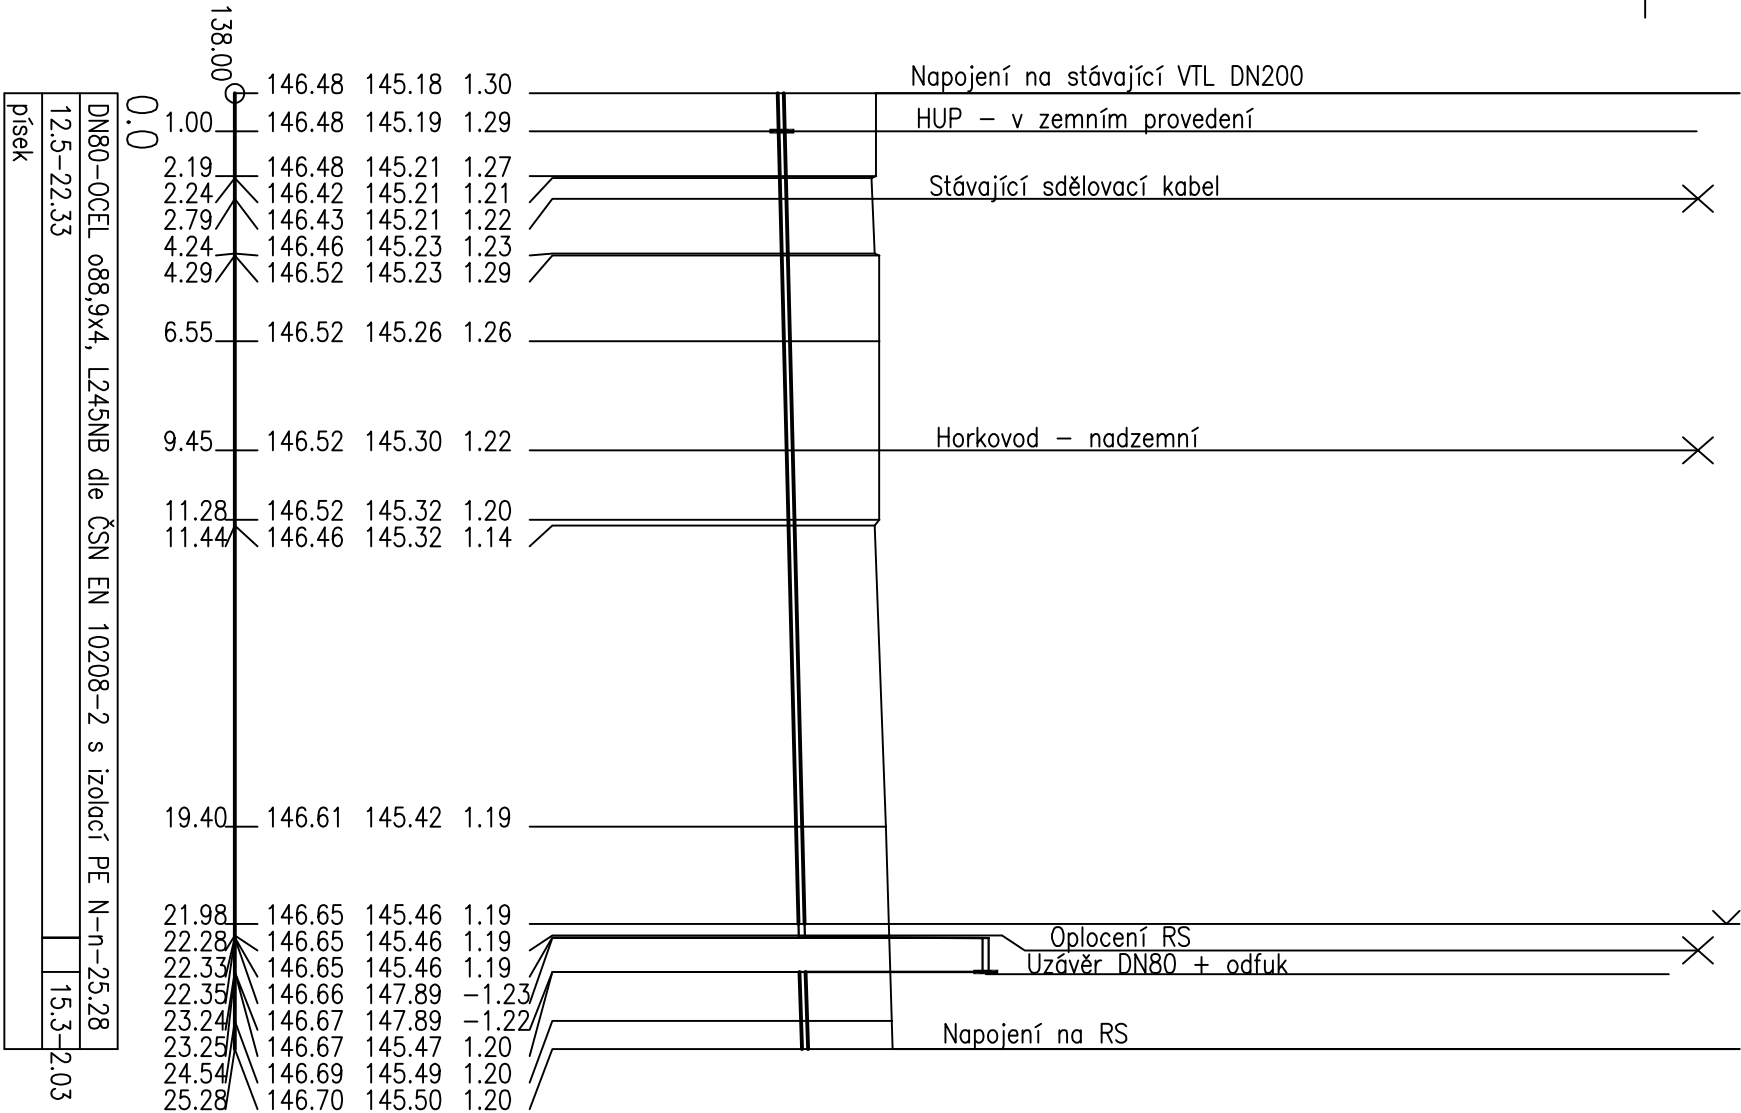 138.00
146.48 145.18 1.30 Napojení na stávající VTL DN200
0.0
1.00 146.48 145.19 1.29 HUP – v zemním provedení
2.19 146.48 145.21 1.27
2.24 146.42 145.21 1.21 Stávající sdělovací kabel
2.79 146.43 145.21 1.22
4.24 146.46 145.23 1.23
4.29 146.52 145.23 1.29
6.55 146.52 145.26 1.26
9.45 146.52 145.30 1.22 Horkovod – nadzemní
11.28 146.52 145.32 1.20
11.44 146.46 145.32 1.14
19.40 146.61 145.42 1.19
21.98 146.65 145.46 1.19
22.28 146.65 145.46 1.19 Oplocení RS
22.33 146.65 145.46 1.19 Uzávěr DN80 + odfuk
22.35 146.66 147.89 –1.23
23.24 146.67 147.89 –1.22
23.25 146.67 145.47 1.20 Napojení na RS
24.54 146.69 145.49 1.20
25.28 146.70 145.50 1.20
DN80–OCEL o88,9x4, L245NB dle ČSN EN 10208–2 s izolací PE N–n–25.28
12.5–22.33 15.3–2.03
písek